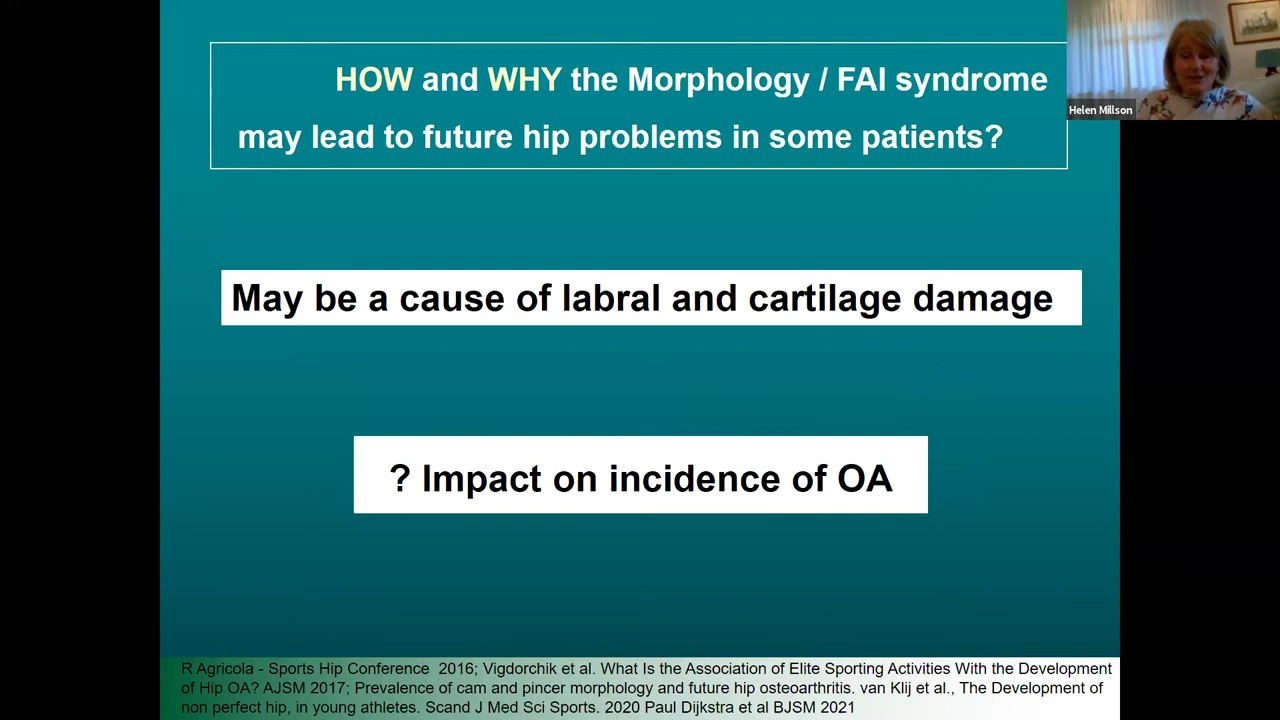 HOW and WHY the Morphology / FAI syndrome
may lead to future hip problems in some patients?
Helen Millson
May be a cause of labral and cartilage damage
? Impact on incidence of OA
R Agricola - Sports Hip Conference 2016; Vigdorchik et al. What Is the Association of Elite Sporting Activities With the Development
of Hip OA? AJSM 2017; Prevalence of cam and pincer morphology and future hip osteoarthritis. van Klij et al., The Development of
non perfect hip, in young athletes. Scand J Med Sci Sports. 2020 Paul Dijkstra et al BJSM 2021